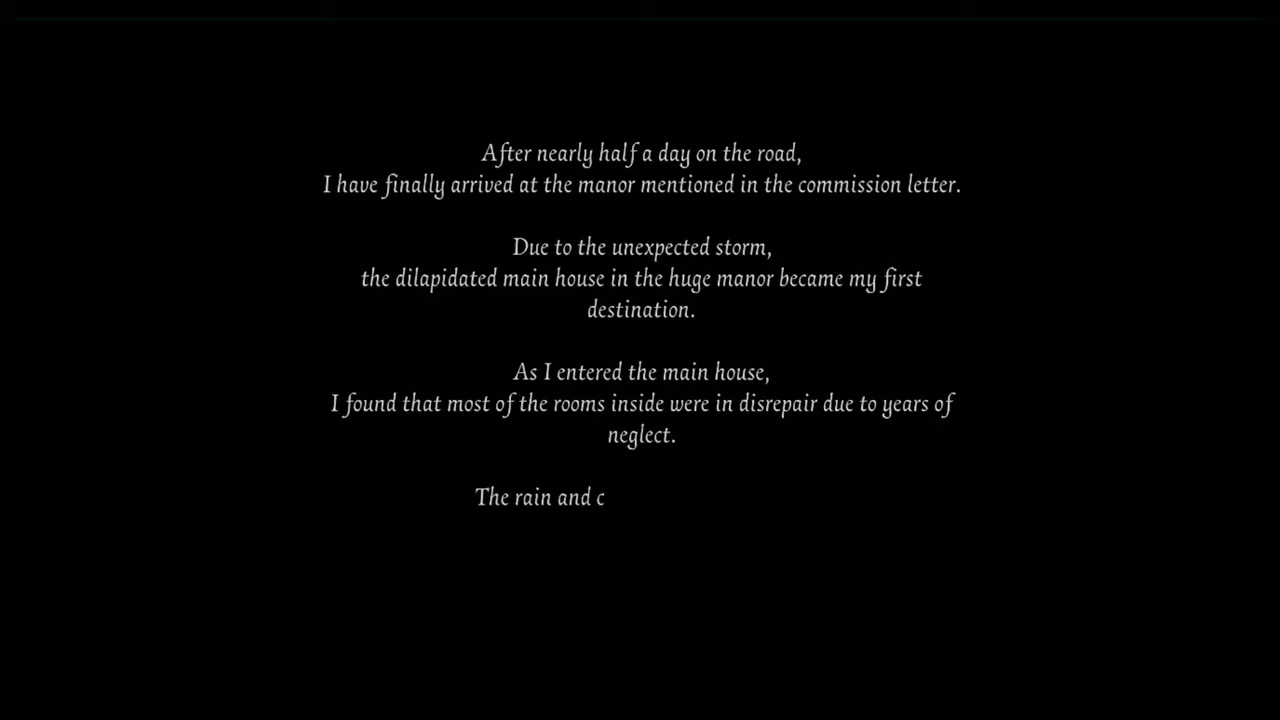 After nearly half a day on the road,
I have finally arrived at the manor mentioned in the commission letter.
Due to the unexpected storm,
the dilapidated main house in the huge manor became my first
destination.
As I entered the main house,
I found that most of the rooms inside were in disrepair due to years of
neglect.
The rain and c